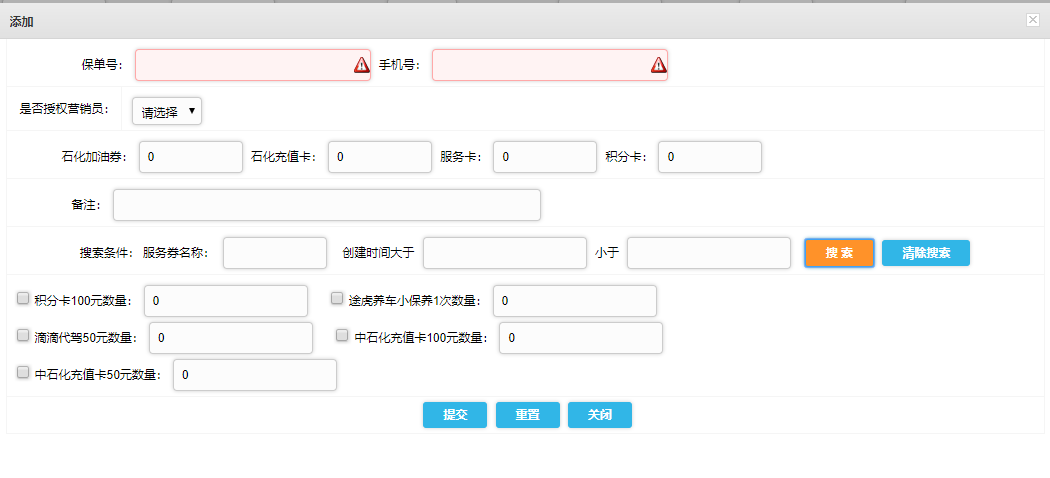 添加
保单号： 手机号：
是否授权营销员： 请选择
石化加油券： 0 石化充值卡： 0 服务卡： 0 积分卡： 0
备注：
搜索条件： 服务券名称： 创建时间大于 小于 搜 索 清除搜索
积分卡100元数量： 0 途虎养车小保养1次数量： 0
滴滴代驾50元数量： 0 中石化充值卡100元数量： 0
中石化充值卡50元数量： 0
提交 重置 关闭